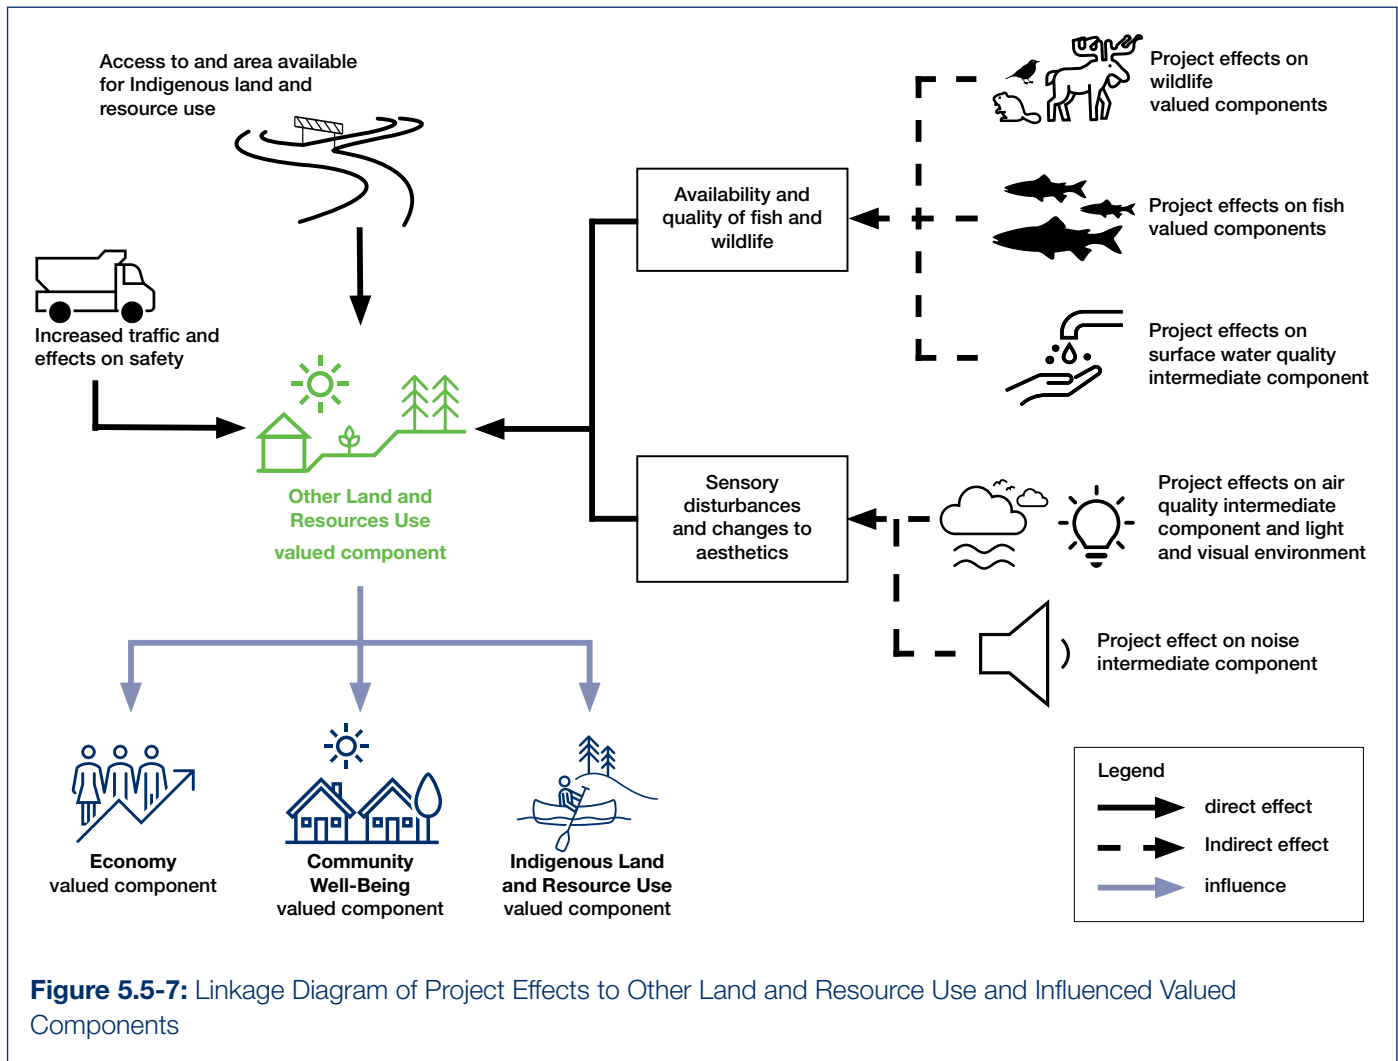 Access to and area available
for Indigenous land and
resource use
Increased traffic and
effects on safety
Other Land and
Resources Use
valued component
Availability and
quality of fish and
wildlife
Sensory
disturbances
and changes to
aesthetics
Project effects on
wildlife
valued components
Project effects on fish
valued components
Project effects on
surface water quality
intermediate component
Project effects on air
quality intermediate
component and light
and visual environment
Project effect on noise
intermediate component
Economy
valued component
Community
Well-Being
valued component
Indigenous Land
and Resource Use
valued component
Legend
direct effect
Indirect effect
influence
Figure 5.5-7: Linkage Diagram of Project Effects to Other Land and Resource Use and Influenced Valued
Components